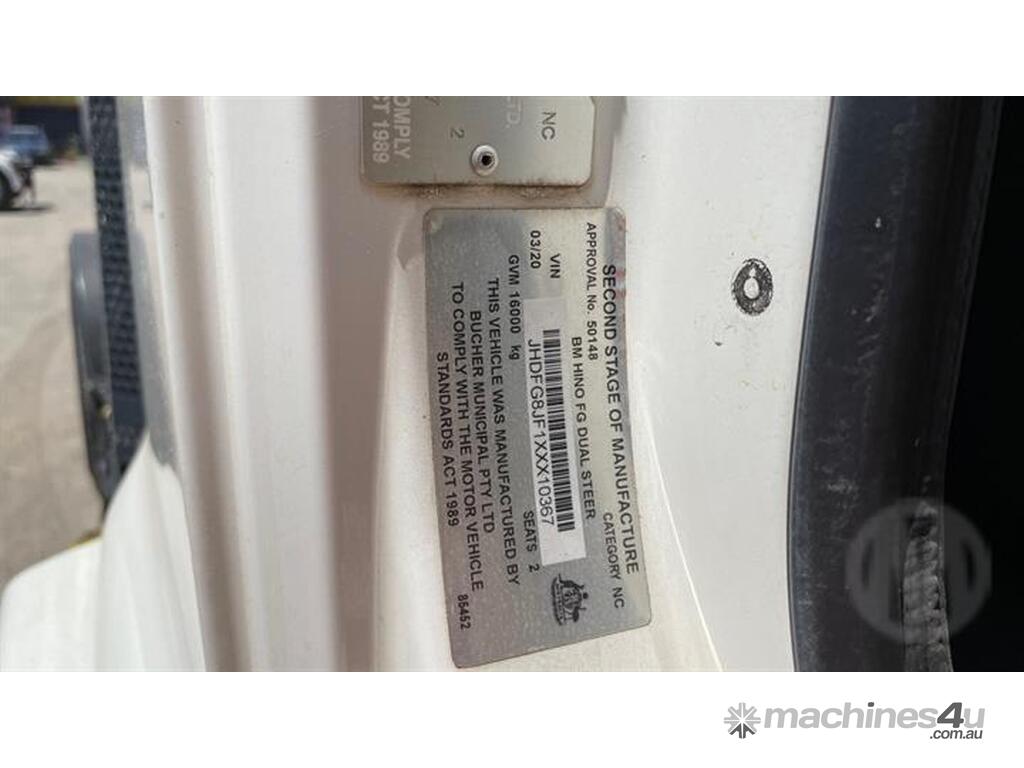 NC
LTD.
2
COMPLY
CT 1989
SECOND STAGE OF MANUFACTURE
APPROVAL No. 50148 CATEGORY NC
BM HINO FG DUAL STEER
VIN
JHDFG8JF1XXX10367
03/20
GVM 16000 kg SEATS 2
THIS VEHICLE WAS MANUFACTURED BY
BUCHER MUNICIPAL PTY LTD
TO COMPLY WITH THE MOTOR VEHICLE
STANDARDS ACT 1989
85452
machines4u
.com.au